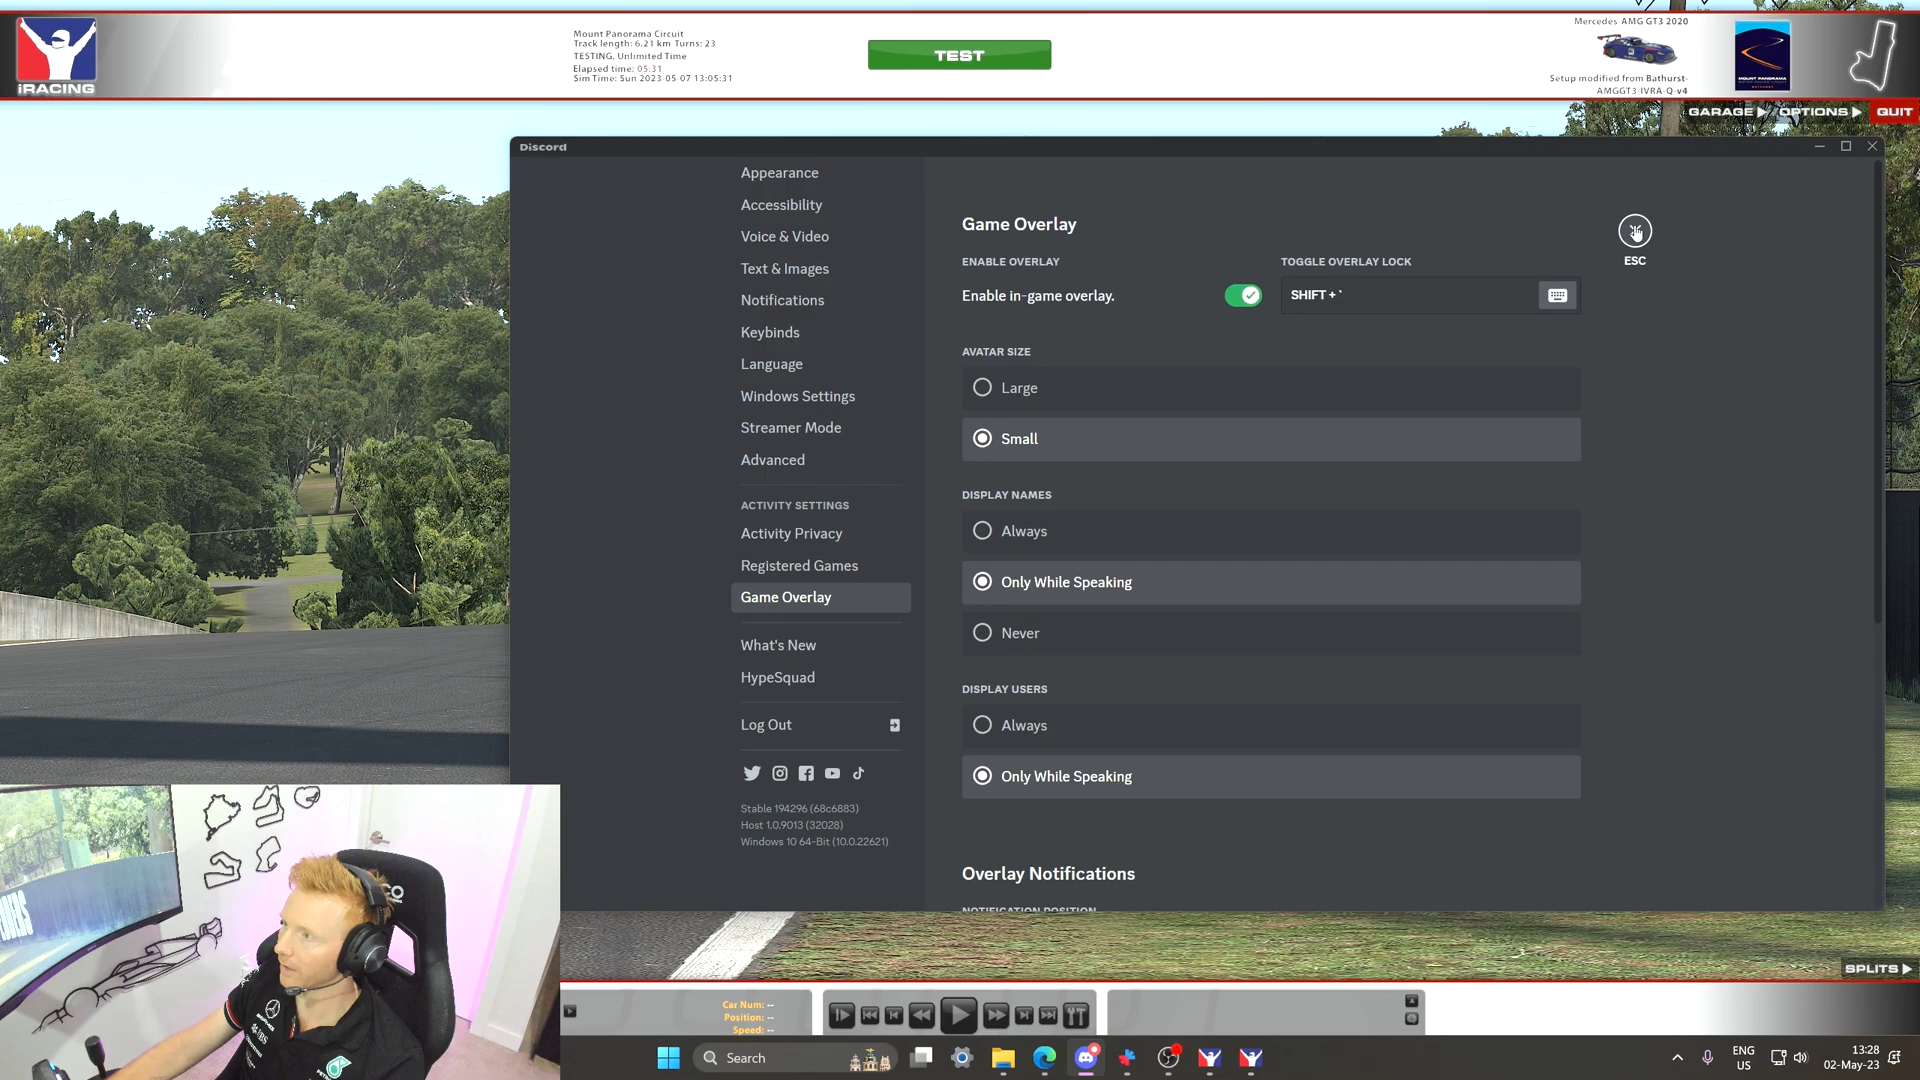 iRACING
Mount Panorama Circuit
Track length: 6.21 km Turns: 23
TESTING, Unlimited Time
Elapsed time: 05:31
Sim Time: Sun 2023-05-07 13:05:31
TEST
Mercedes AMG GT3 2020
Setup modified from Bathurst-
AMGGT3-IVRA-Q-v4
MOUNT PANORAMA
GARAGE
OPTIONS
QUIT
Discord
Appearance
Accessibility
Voice & Video
Text & Images
Notifications
Keybinds
Language
Windows Settings
Streamer Mode
Advanced
ACTIVITY SETTINGS
Activity Privacy
Registered Games
Game Overlay
What's New
HypeSquad
Log Out
Stable 194296 (68c6883)
Host 1.0.9013 (32028)
Windows 10 64-Bit (10.0.22621)
Game Overlay
ESC
ENABLE OVERLAY
TOGGLE OVERLAY LOCK
Enable in-game overlay.
SHIFT + `
AVATAR SIZE
Large
Small
DISPLAY NAMES
Always
Only While Speaking
Never
DISPLAY USERS
Always
Only While Speaking
Overlay Notifications
NOTIFICATION POSITION
SPLITS
Car Num: --
Position: --
Speed: --
Search
ENG
US
13:28
02-May-23